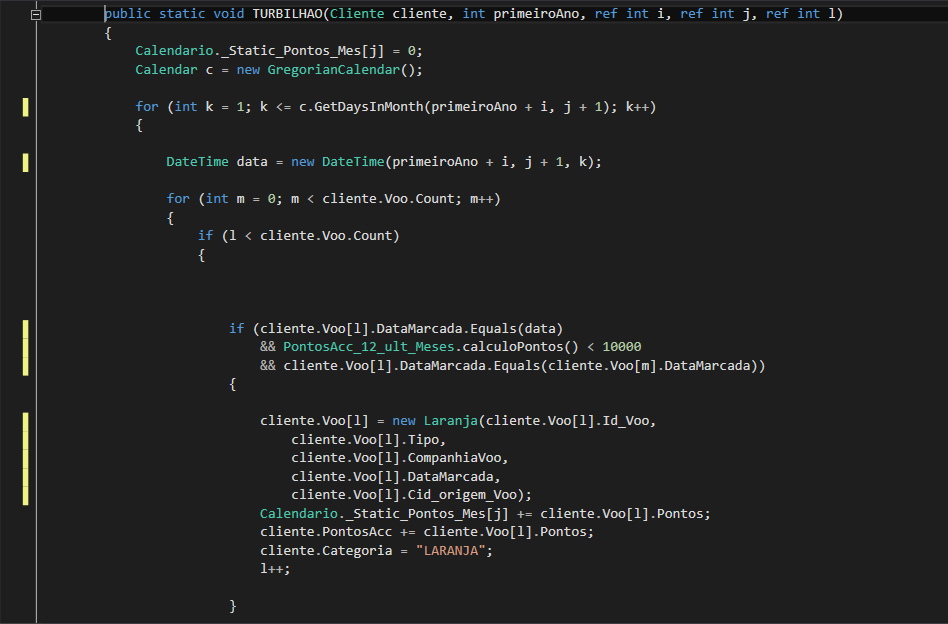 public static void TURBILHAO(Cliente cliente, int primeiroAno, ref int i, ref int j, ref int l)
{
Calendario._Static_Pontos_Mes[j] = 0;
Calendar c = new GregorianCalendar();
for (int k = 1; k <= c.GetDaysInMonth(primeiroAno + i, j + 1); k++)
{
DateTime data = new DateTime(primeiroAno + i, j + 1, k);
for (int m = 0; m < cliente.Voo.Count; m++)
{
if (l < cliente.Voo.Count)
{
if (cliente.Voo[l].DataMarcada.Equals(data)
&& PontosAcc_12_ult_Meses.calculoPontos() < 10000
&& cliente.Voo[l].DataMarcada.Equals(cliente.Voo[m].DataMarcada))
{
cliente.Voo[l] = new Laranja(cliente.Voo[l].Id_Voo,
cliente.Voo[l].Tipo,
cliente.Voo[l].CompanhiaVoo,
cliente.Voo[l].DataMarcada,
cliente.Voo[l].Cid_origem_Voo);
Calendario._Static_Pontos_Mes[j] += cliente.Voo[l].Pontos;
cliente.PontosAcc += cliente.Voo[l].Pontos;
cliente.Categoria = "LARANJA";
l++;
}